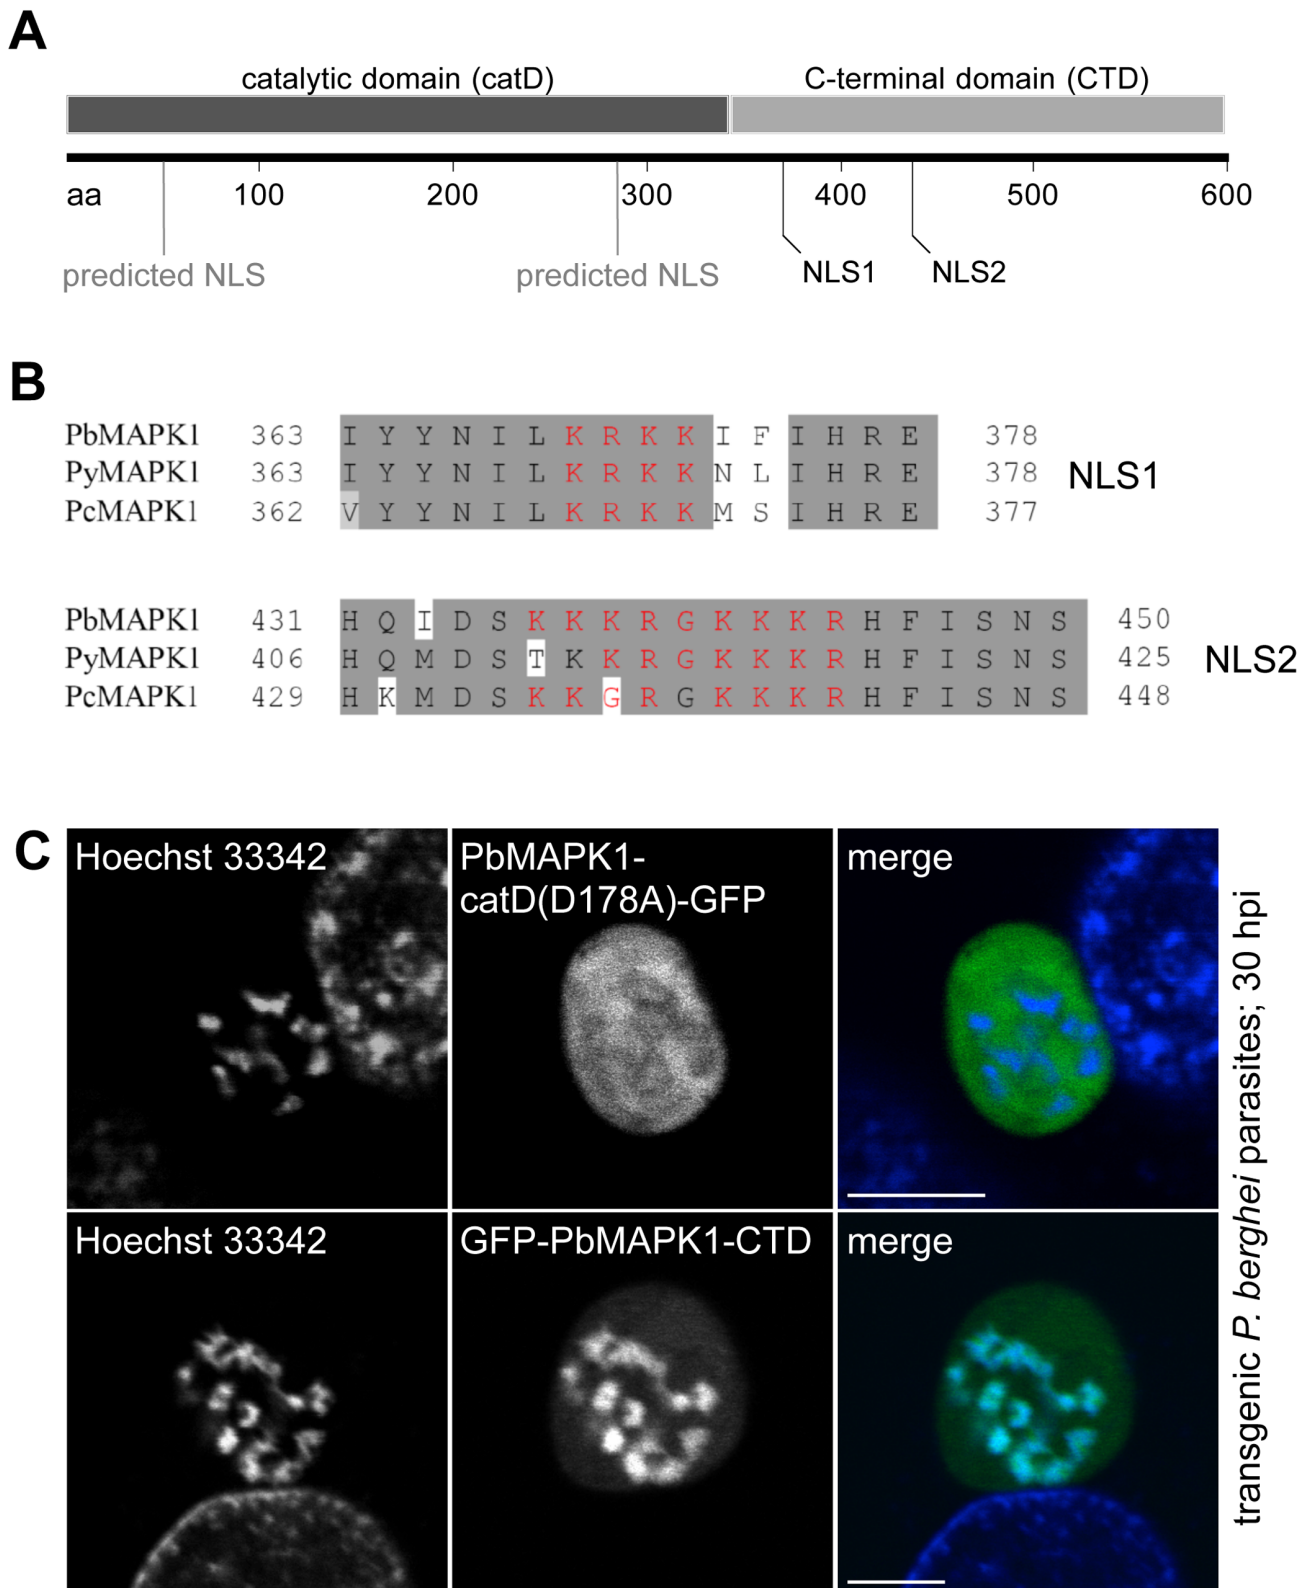 A
catalytic domain (catD)
C-terminal domain (CTD)
aa 100 200 300 400 500 600
predicted NLS predicted NLS NLS1 NLS2
B
PbMAPK1 363 I Y Y N I L K R K K I F I H R E 378
PyMAPK1 363 I Y Y N I L K R K K N L I H R E 378 NLS1
PcMAPK1 362 V Y Y N I L K R K K M S I H R E 377
PbMAPK1 431 H Q I D S K K K R G K K K R H F I S N S 450
PyMAPK1 406 H Q M D S T K K R G K K K R H F I S N S 425 NLS2
PcMAPK1 429 H K M D S K K G R G K K K R H F I S N S 448
C
Hoechst 33342
PbMAPK1-
catD(D178A)-GFP
merge
Hoechst 33342
GFP-PbMAPK1-CTD
merge
transgenic P. berghei parasites; 30 hpi